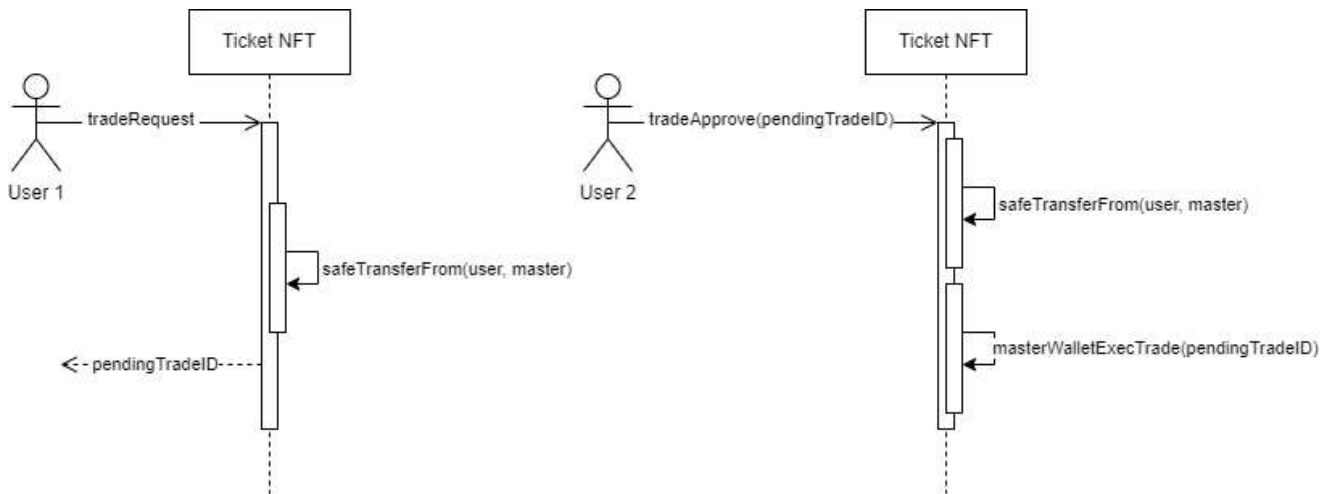 Ticket NFT
tradeRequest
User 1
safeTransferFrom(user, master)
pendingTradeID
Ticket NFT
tradeApprove(pendingTradeID)
User 2
safeTransferFrom(user, master)
masterWalletExecTrade(pendingTradeID)